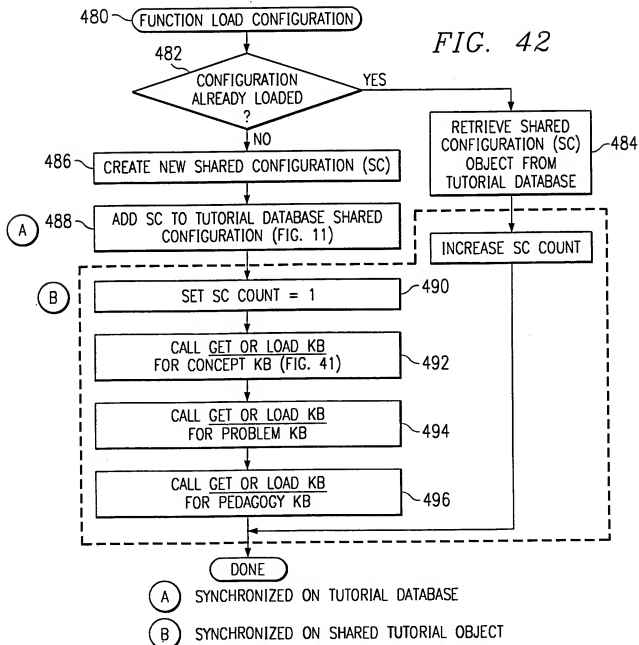 480
FUNCTION LOAD CONFIGURATION
FIG. 42
482
CONFIGURATION
ALREADY LOADED
?
YES
NO
RETRIEVE SHARED
CONFIGURATION (SC)
OBJECT FROM
TUTORIAL DATABASE
484
486
CREATE NEW SHARED CONFIGURATION (SC)
A
488
ADD SC TO TUTORIAL DATABASE SHARED
CONFIGURATION (FIG. 11)
INCREASE SC COUNT
B
SET SC COUNT = 1
490
CALL GET OR LOAD KB
FOR CONCEPT KB (FIG. 41)
492
CALL GET OR LOAD KB
FOR PROBLEM KB
494
CALL GET OR LOAD KB
FOR PEDAGOGY KB
496
DONE
A SYNCHRONIZED ON TUTORIAL DATABASE
B SYNCHRONIZED ON SHARED TUTORIAL OBJECT